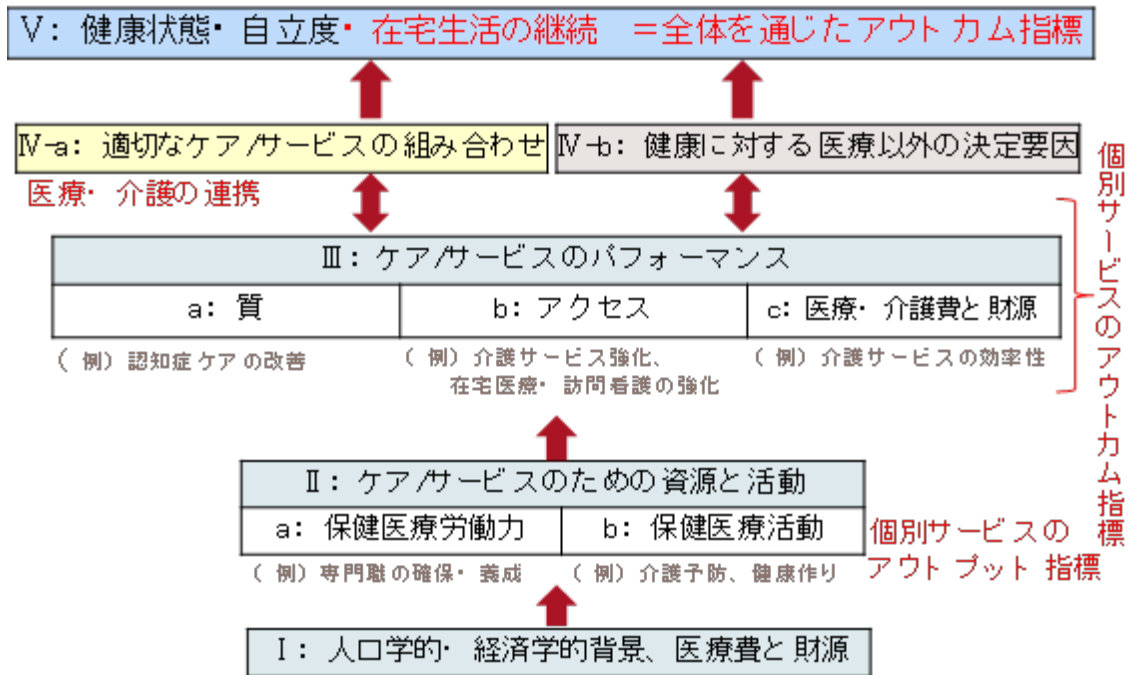 Ⅴ: 健康状態・自立度・在宅生活の継続 =全体を通じたアウトカム指標
Ⅳ-a: 適切なケア/サービスの組み合わせ
Ⅳ-b: 健康に対する医療以外の決定要因
医療・介護の連携
個別サービスのアウトカム指標
Ⅲ: ケア/サービスのパフォーマンス
a: 質
b: アクセス
c: 医療・介護費と財源
(例)認知症ケアの改善
(例)介護サービス強化、
在宅医療・訪問看護の強化
(例)介護サービスの効率性
Ⅱ: ケア/サービスのための資源と活動
a: 保健医療労働力
b: 保健医療活動
個別サービスの
アウトプット指標
(例)専門職の確保・養成
(例)介護予防、健康作り
Ⅰ: 人口学的・経済学的背景、医療費と財源